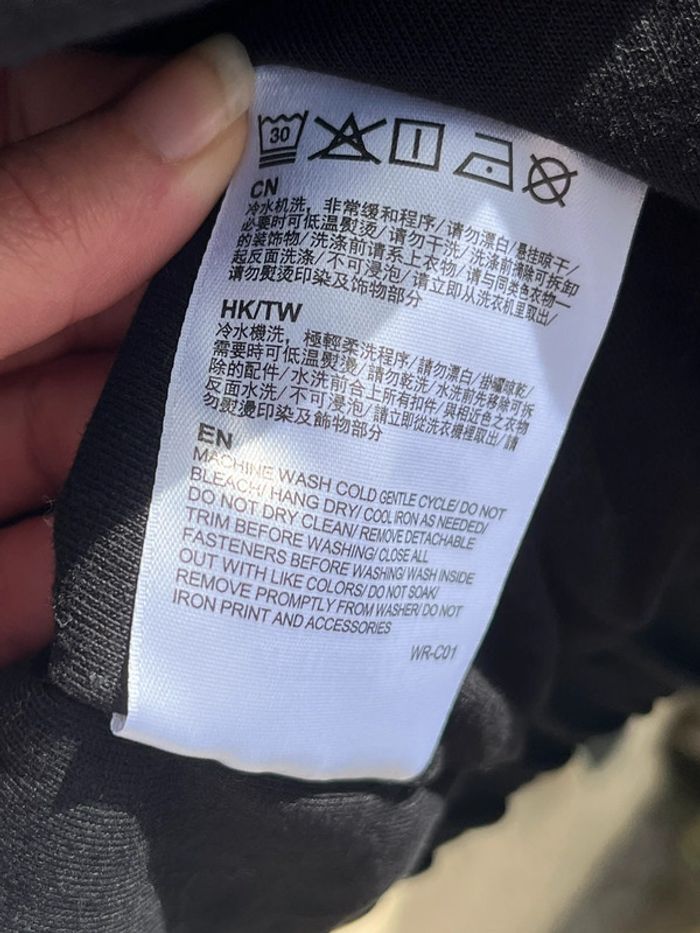 30
CN
冷水机洗，非常缓和程序/请勿漂白/悬挂晾干/
必要时可低温熨烫/请勿干洗/洗涤前移除可拆卸
的装饰物/洗涤前请系上衣物/请与同类色衣物一
起反面洗涤/不可浸泡/请立即从洗衣机里取出/
请勿熨烫印染及饰物部分
HK/TW
冷水機洗，極輕柔洗程序/請勿漂白/掛曬晾乾/
需要時可低溫熨燙/請勿乾洗/水洗前先移除可拆
除的配件/水洗前合上所有扣件/與相近色之衣物
反面水洗/不可浸泡/請立即從洗衣機裡取出/請
勿熨燙印染及飾物部分
EN
MACHINE WASH COLD GENTLE CYCLE/ DO NOT
BLEACH/ HANG DRY/ COOL IRON AS NEEDED/
DO NOT DRY CLEAN/ REMOVE DETACHABLE
TRIM BEFORE WASHING/ CLOSE ALL
FASTENERS BEFORE WASHING/ WASH INSIDE
OUT WITH LIKE COLORS/ DO NOT SOAK/
REMOVE PROMPTLY FROM WASHER/ DO NOT
IRON PRINT AND ACCESSORIES
WR-C01